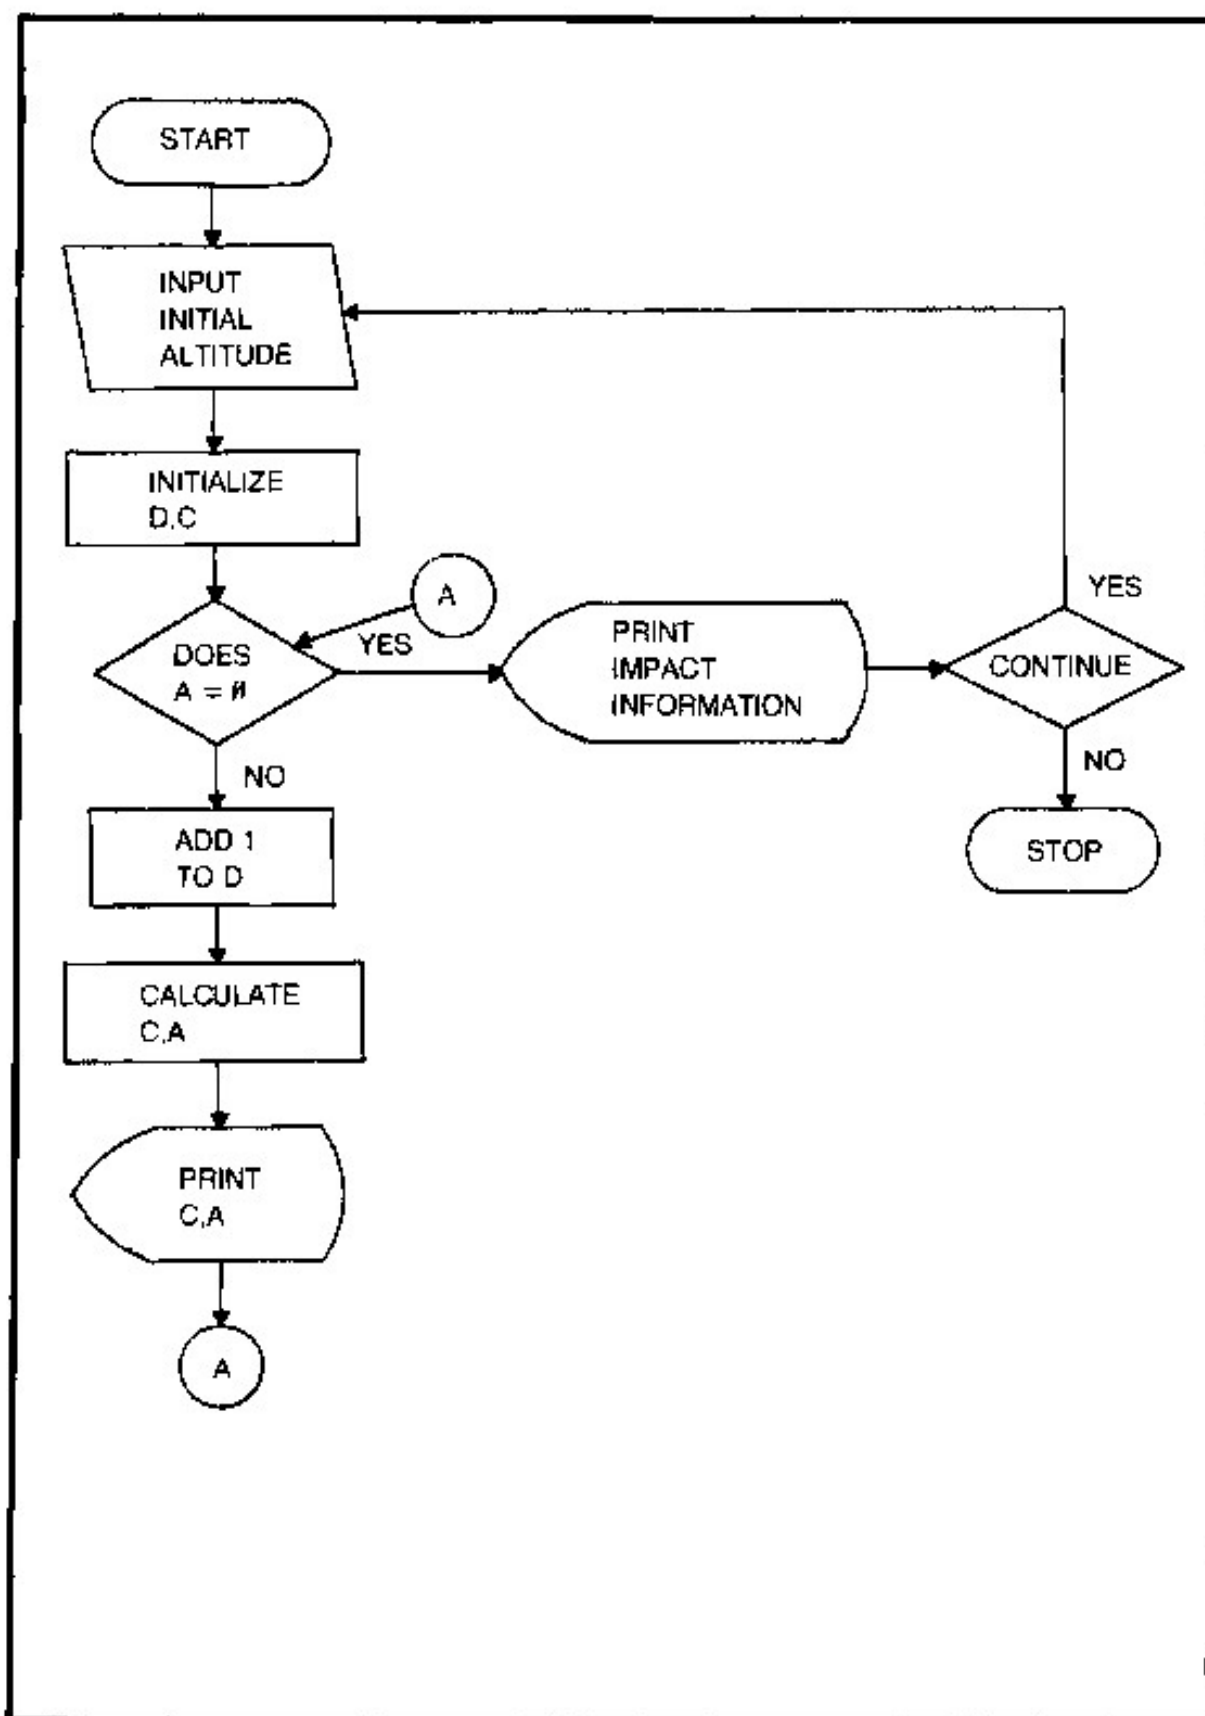 START
INPUT
INITIAL
ALTITUDE
INITIALIZE
D,C
A
DOES
A = 0
YES
PRINT
IMPACT
INFORMATION
CONTINUE
YES
NO
STOP
NO
ADD 1
TO D
CALCULATE
C,A
PRINT
C,A
A